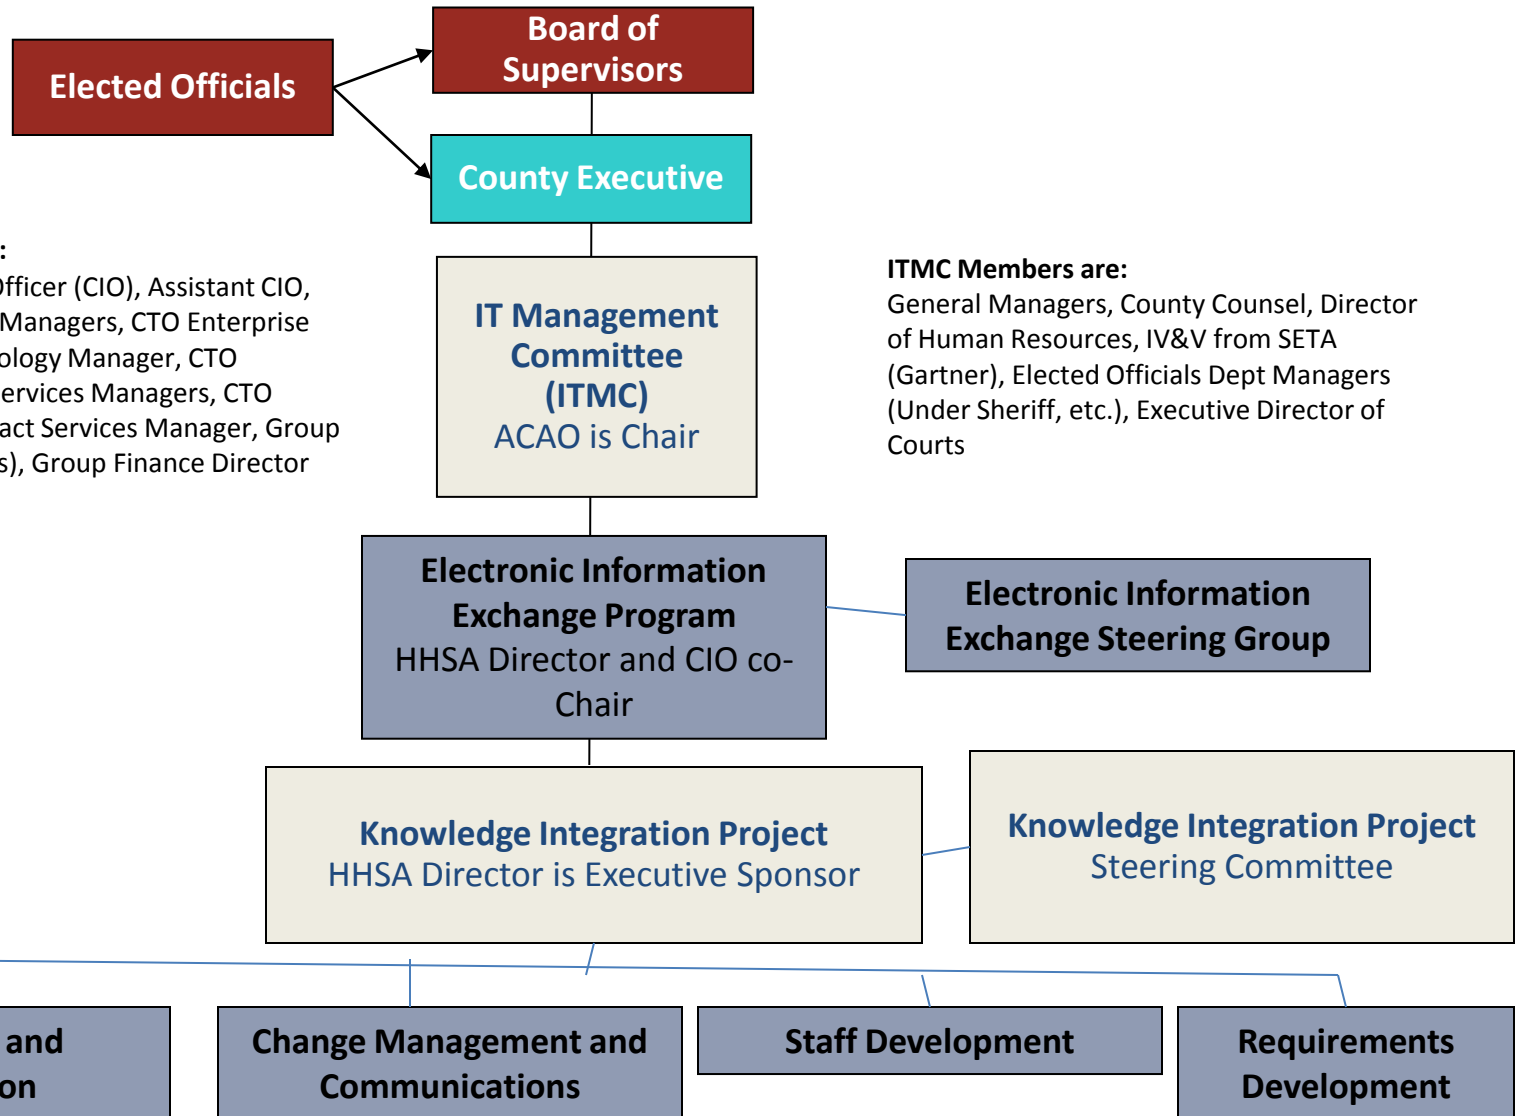 Board of
Supervisors
Elected Officials
County Executive
:
Officer (CIO), Assistant CIO,
Managers, CTO Enterprise
ology Manager, CTO
ervices Managers, CTO
act Services Manager, Group
s), Group Finance Director
IT Management
Committee
(ITMC)
ACAO is Chair
ITMC Members are:
General Managers, County Counsel, Director
of Human Resources, IV&V from SETA
(Gartner), Elected Officials Dept Managers
(Under Sheriff, etc.), Executive Director of
Courts
Electronic Information
Exchange Program
HHSA Director and CIO co-
Chair
Electronic Information
Exchange Steering Group
Knowledge Integration Project
HHSA Director is Executive Sponsor
Knowledge Integration Project
Steering Committee
and
on
Change Management and
Communications
Staff Development
Requirements
Development